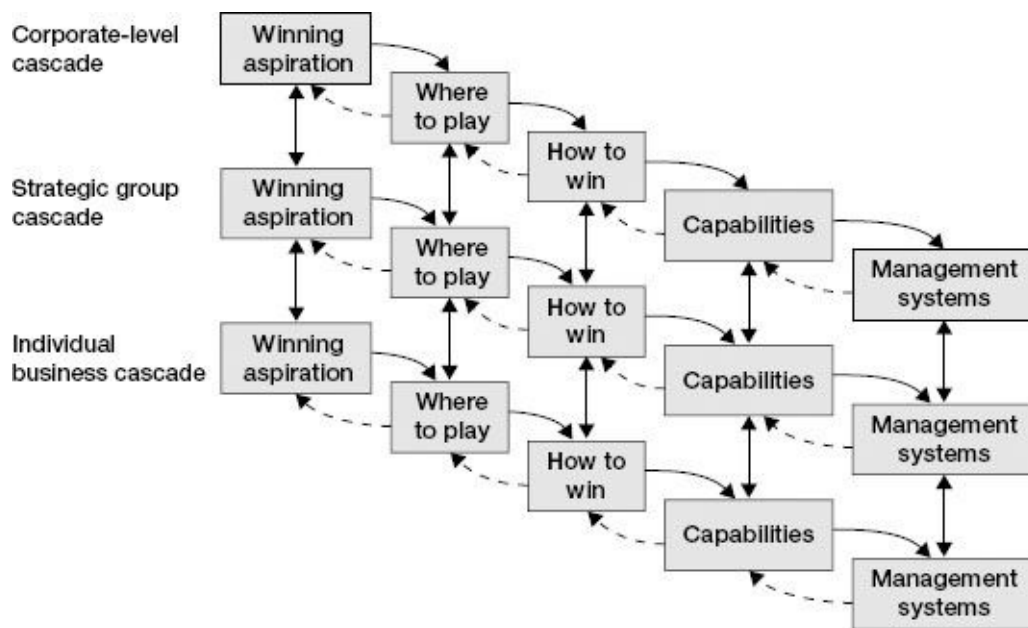 Corporate-level
cascade
Winning
aspiration
Where
to play
How to
win
Capabilities
Management
systems
Strategic group
cascade
Winning
aspiration
Where
to play
How to
win
Capabilities
Management
systems
Individual
business cascade
Winning
aspiration
Where
to play
How to
win
Capabilities
Management
systems